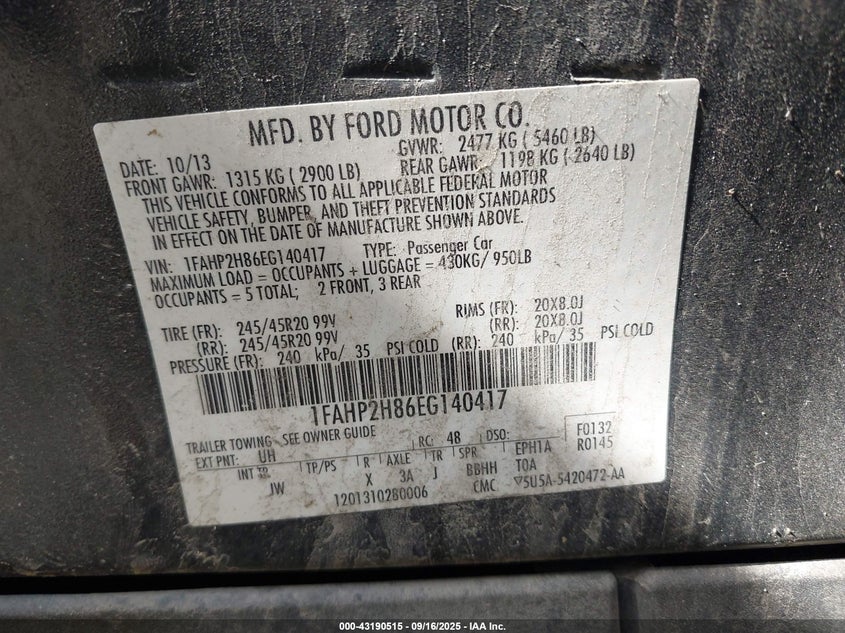 MFD. BY FORD MOTOR CO.
DATE: 10/13 GVWR: 2477 KG ( 5460 LB)
FRONT GAWR: 1315 KG ( 2900 LB) REAR GAWR: 1198 KG ( 2640 LB)
THIS VEHICLE CONFORMS TO ALL APPLICABLE FEDERAL MOTOR
VEHICLE SAFETY, BUMPER, AND THEFT PREVENTION STANDARDS
IN EFFECT ON THE DATE OF MANUFACTURE SHOWN ABOVE.
VIN: 1FAHP2H86EG140417 TYPE: Passenger Car
MAXIMUM LOAD = OCCUPANTS + LUGGAGE = 430KG/ 950LB
OCCUPANTS = 5 TOTAL; 2 FRONT, 3 REAR
TIRE (FR): 245/45R20 99V RIMS (FR): 20X8.0J
(RR): 245/45R20 99V (RR): 20X8.0J
PRESSURE (FR): 240 kPa/ 35 PSI COLD (RR): 240 kPa/ 35 PSI COLD
1FAHP2H86EG140417
TRAILER TOWING - SEE OWNER GUIDE
EXT PNT: UH RC: 48 DSO: F0132
R0145
INT TR TP/PS R AXLE TR SPR EPH1A
JW X 3A J BBHH T0A
1201310280006 CMC ▽5U5A-5420472-AA
000-43190515 - 09/16/2025 - IAA Inc.